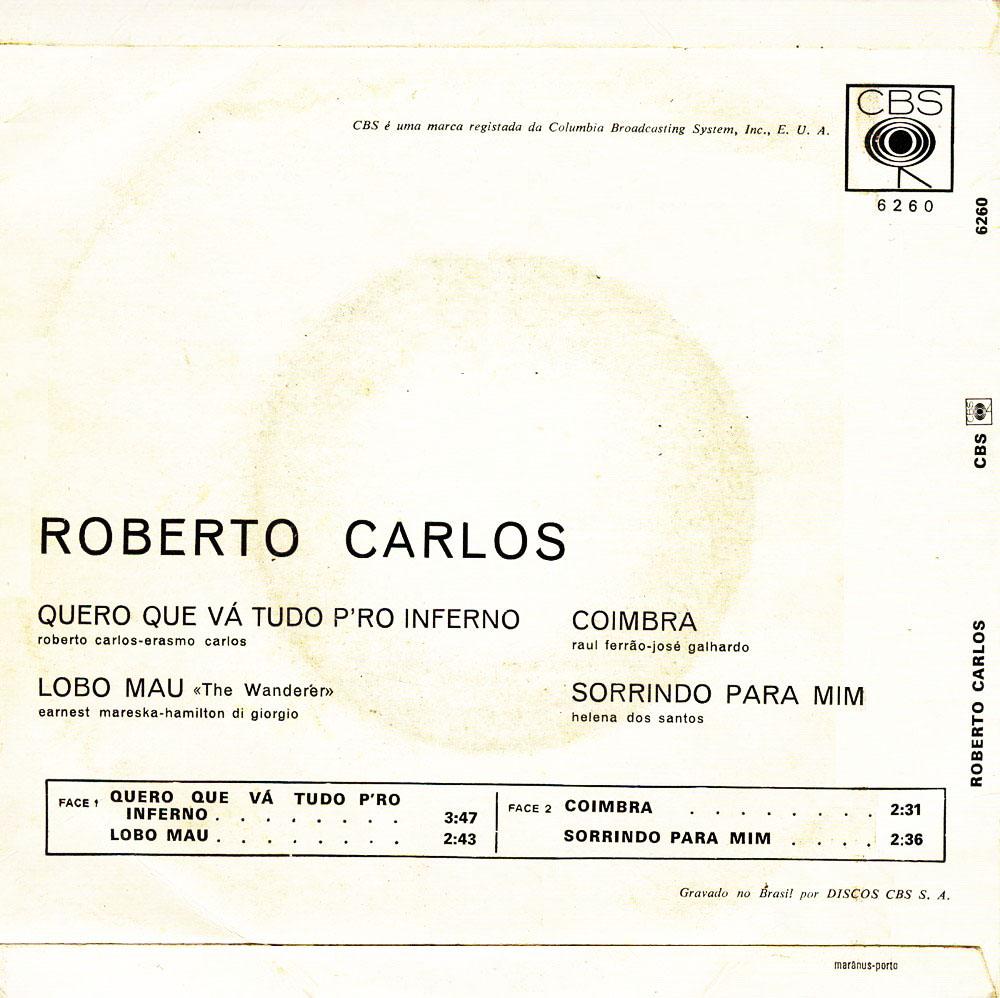 CBS é uma marca registada da Columbia Broadcasting System, Inc., E. U. A.
CBS
6260
6260
CBS
CBS
ROBERTO CARLOS
ROBERTO CARLOS
QUERO QUE VÁ TUDO P'RO INFERNO
roberto carlos-erasmo carlos
LOBO MAU «The Wanderer»
earnest mareska-hamilton di giorgio
COIMBRA
raul ferrão-josé galhardo
SORRINDO PARA MIM
helena dos santos
FACE 1 QUERO QUE VÁ TUDO P'RO
INFERNO . . . . . . . . 3:47
LOBO MAU . . . . . . . . 2:43
FACE 2 COIMBRA . . . . . . . . 2:31
SORRINDO PARA MIM . . . . 2:36
Gravado no Brasil por DISCOS CBS S. A.
marânus-porto